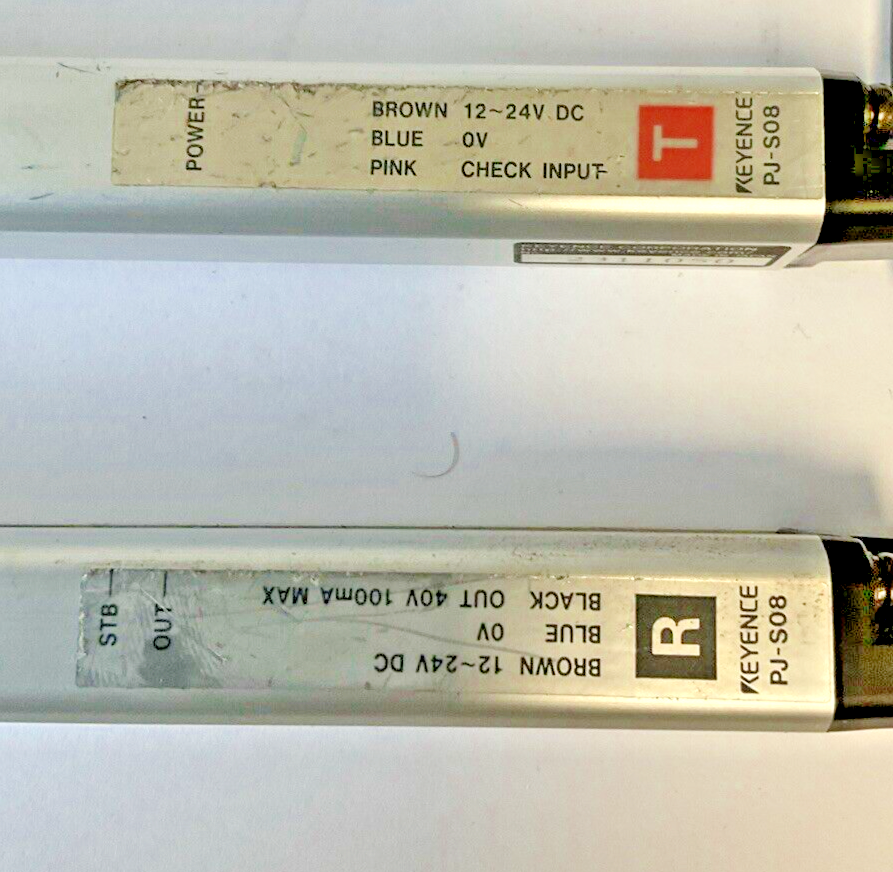 POWER
BROWN 12~24V DC
BLUE 0V
PINK CHECK INPUT
T
KEYENCE
PJ-S08
KEYENCE CORPORATION
STB
OUT
BROWN 12~24V DC
BLUE 0V
BLACK OUT 40V 100mA MAX
R
KEYENCE
PJ-S08